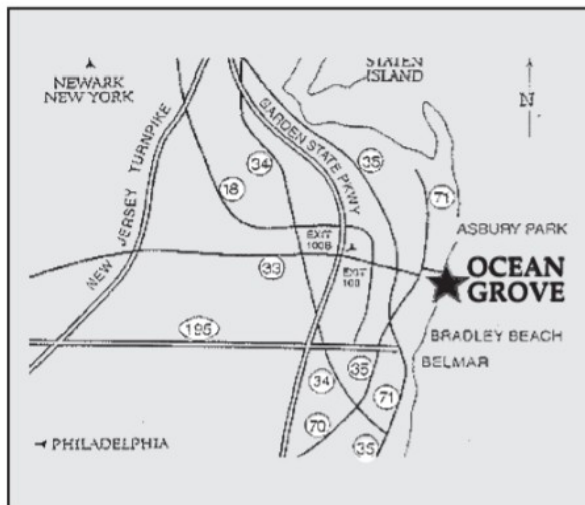 NEWARK
NEW YORK
STATEN
ISLAND
N
NEW JERSEY TURNPIKE
GARDEN STATE PKWY
34
35
18
71
ASBURY PARK
EXIT
100B
33
EXIT
100
OCEAN
GROVE
195
BRADLEY BEACH
BELMAR
34
35
71
70
35
PHILADELPHIA